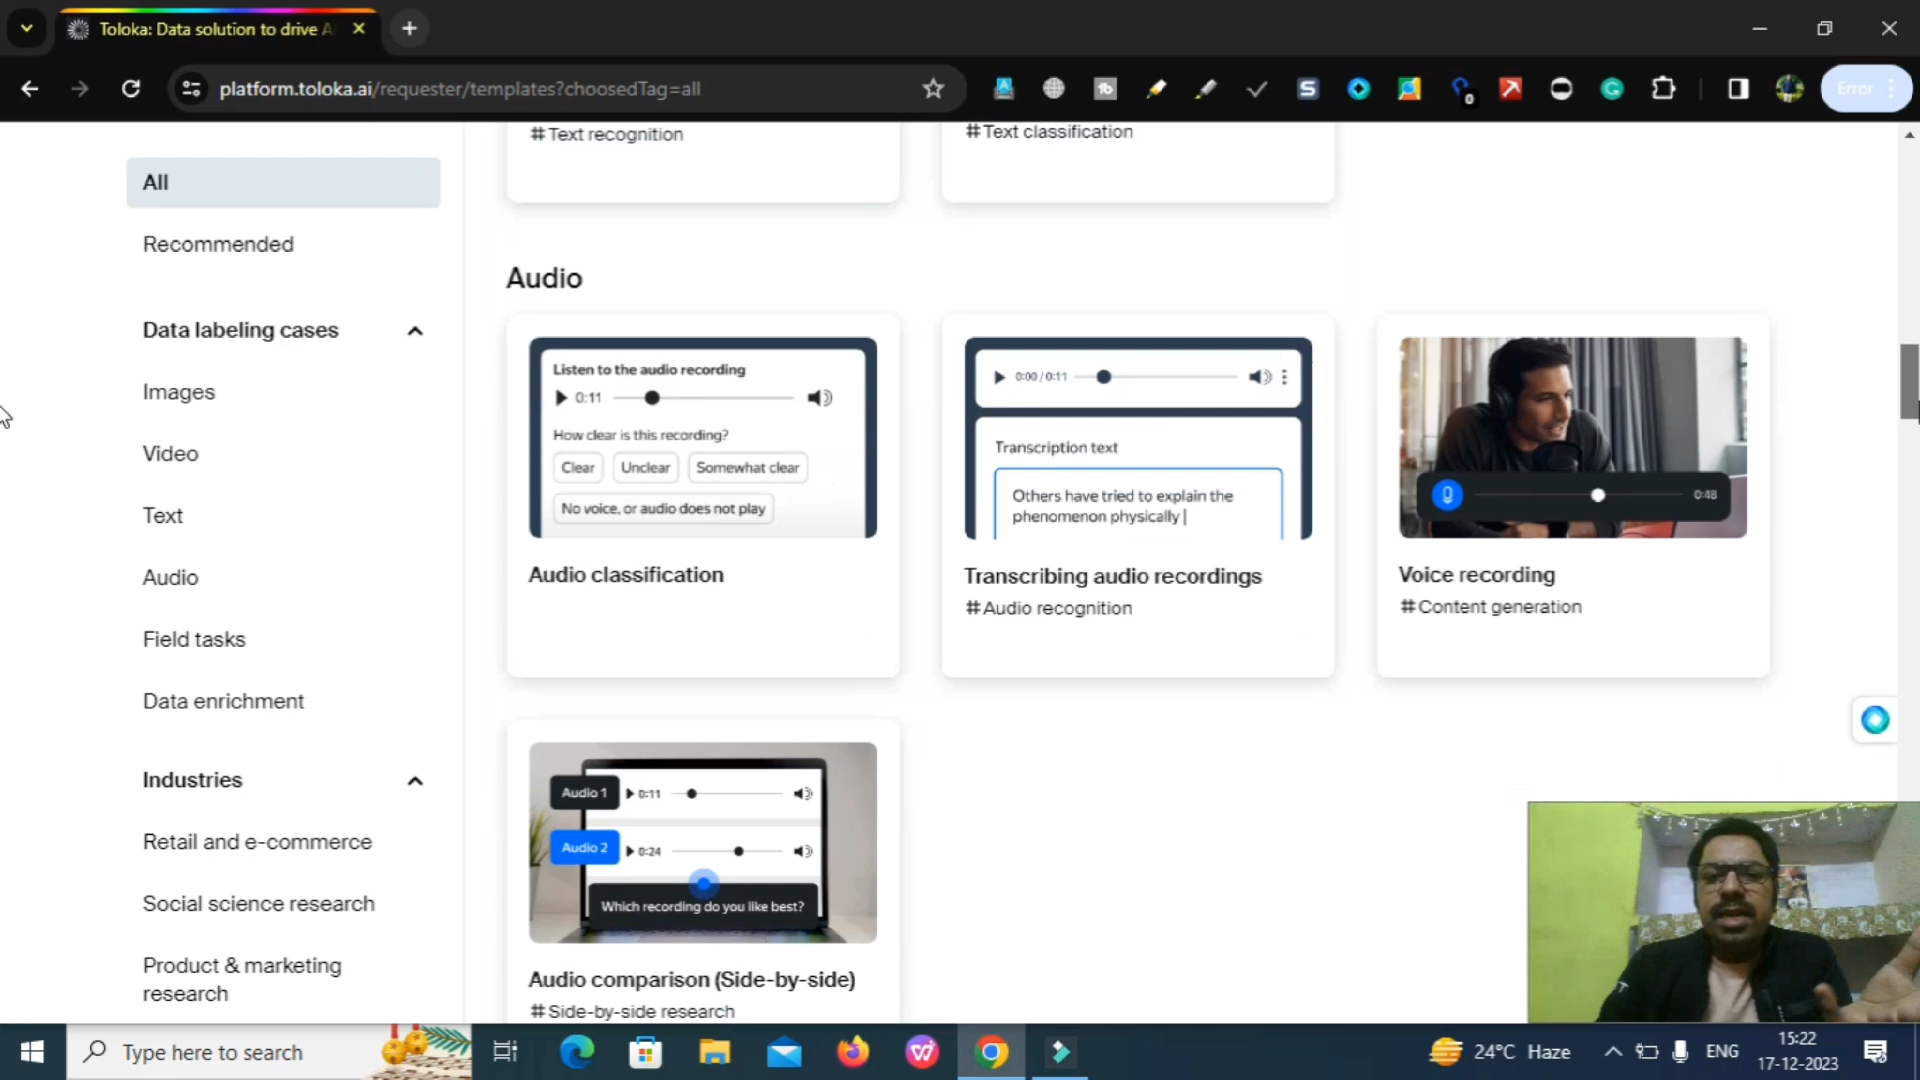 Toloka: Data solution to drive A
platform.toloka.ai/requester/templates?choosedTag=all
Error
0
S
tb
#Text recognition
#Text classification
All
Recommended
Data labeling cases
Images
Video
Text
Audio
Field tasks
Data enrichment
Industries
Retail and e-commerce
Social science research
Product & marketing
research
Audio
Listen to the audio recording
0:11
How clear is this recording?
Clear
Unclear
Somewhat clear
No voice, or audio does not play
Audio classification
0:00 / 0:11
Transcription text
Others have tried to explain the
phenomenon physically
Transcribing audio recordings
#Audio recognition
0:48
Voice recording
#Content generation
Audio 1
0:11
Audio 2
0:24
Which recording do you like best?
Audio comparison (Side-by-side)
#Side-by-side research
Type here to search
24°C Haze
ENG
15:22
17-12-2023